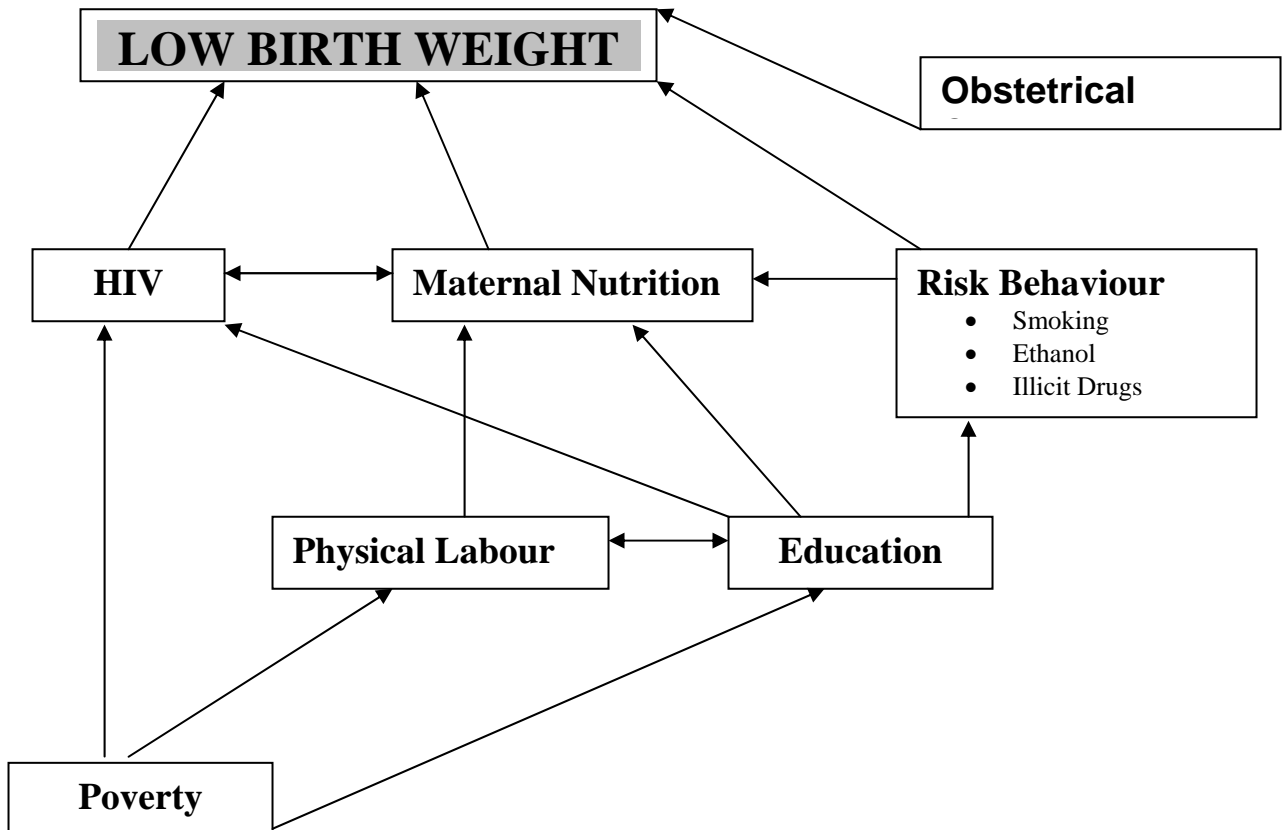 LOW BIRTH WEIGHT
Obstetrical
HIV
Maternal Nutrition
Risk Behaviour
• Smoking
• Ethanol
• Illicit Drugs
Physical Labour
Education
Poverty